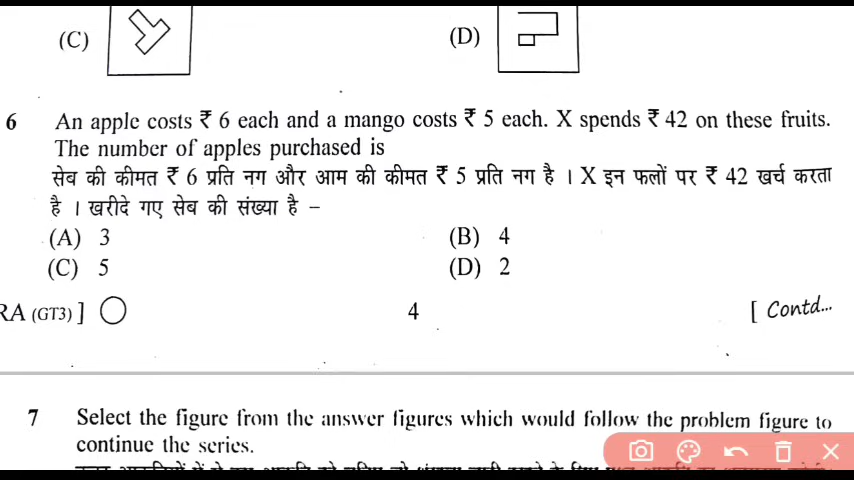 (C)
(D)
6 An apple costs ₹ 6 each and a mango costs ₹ 5 each. X spends ₹ 42 on these fruits.
The number of apples purchased is
सेब की कीमत ₹ 6 प्रति नग और आम की कीमत ₹ 5 प्रति नग है । X इन फलों पर ₹ 42 खर्च करता
है । खरीदे गए सेब की संख्या है –
(A) 3
(B) 4
(C) 5
(D) 2
RA (GT3) ]
4
[ Contd...
7 Select the figure from the answer figures which would follow the problem figure to
continue the series.